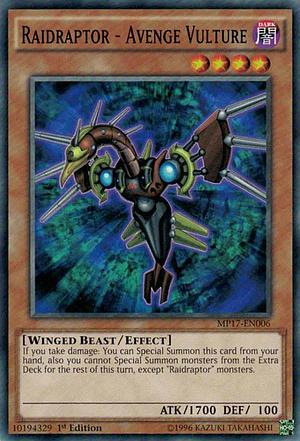 Raidraptor - Avenge Vulture
DARK
闇
MP17-EN006
[WINGED BEAST/EFFECT]
If you take damage: You can Special Summon this card from your
hand, also you cannot Special Summon monsters from the Extra
Deck for the rest of this turn, except "Raidraptor" monsters.
ATK/1700 DEF/ 100
10194329 1st Edition ©1996 KAZUKI TAKAHASHI